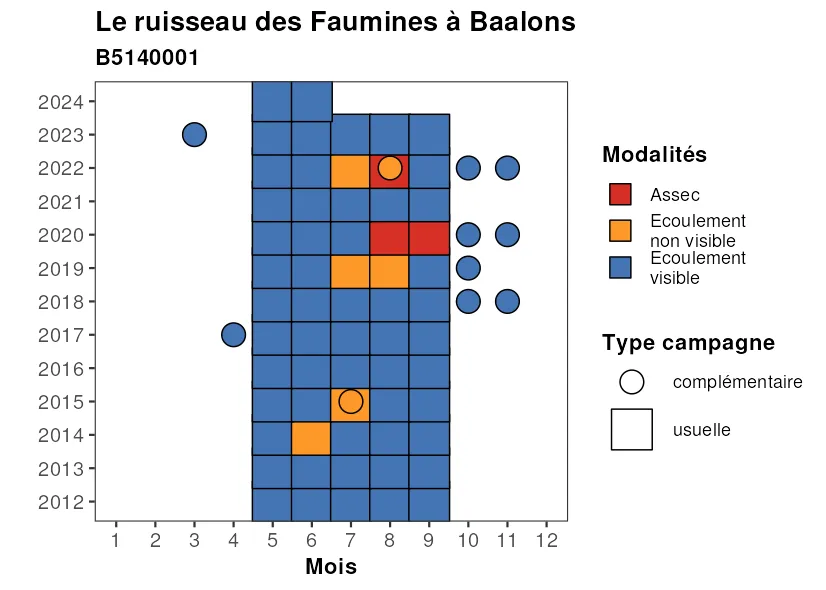 Le ruisseau des Faumines à Baalons
B5140001
2024
2023
2022
2021
2020
2019
2018
2017
2016
2015
2014
2013
2012
1 2 3 4 5 6 7 8 9 10 11 12
Mois
Modalités
Assec
Ecoulement
non visible
Ecoulement
visible
Type campagne
complémentaire
usuelle